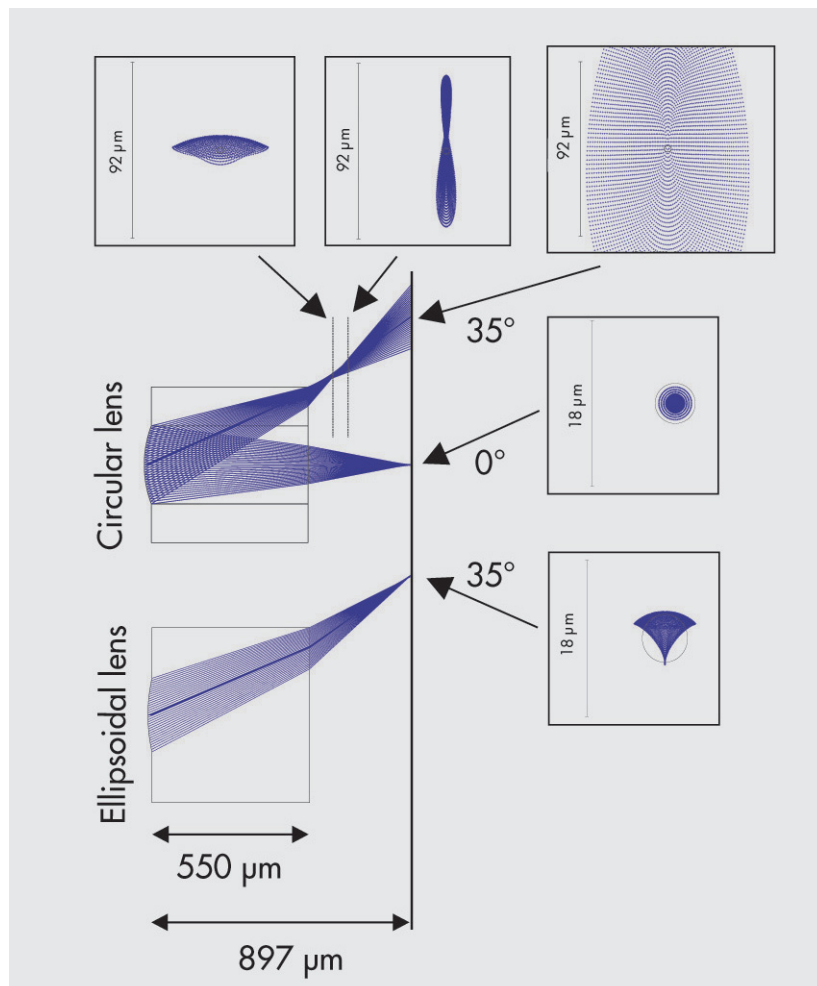 92 µm
92 µm
92 µm
35°
18 µm
0°
Circular lens
35°
18 µm
Ellipsoidal lens
550 µm
897 µm